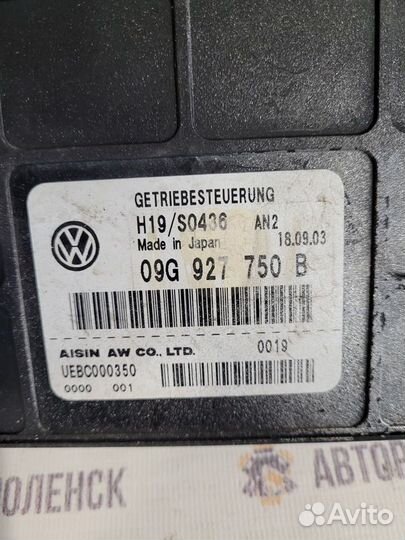 GETRIEBESTEUERUNG
H19/S0436 AN2
Made in Japan 18.09.03
09G 927 750 B
AISIN AW CO., LTD. 0019
UEBC000350
0000 001
ОЛЕНСК
АВТОР
Avito